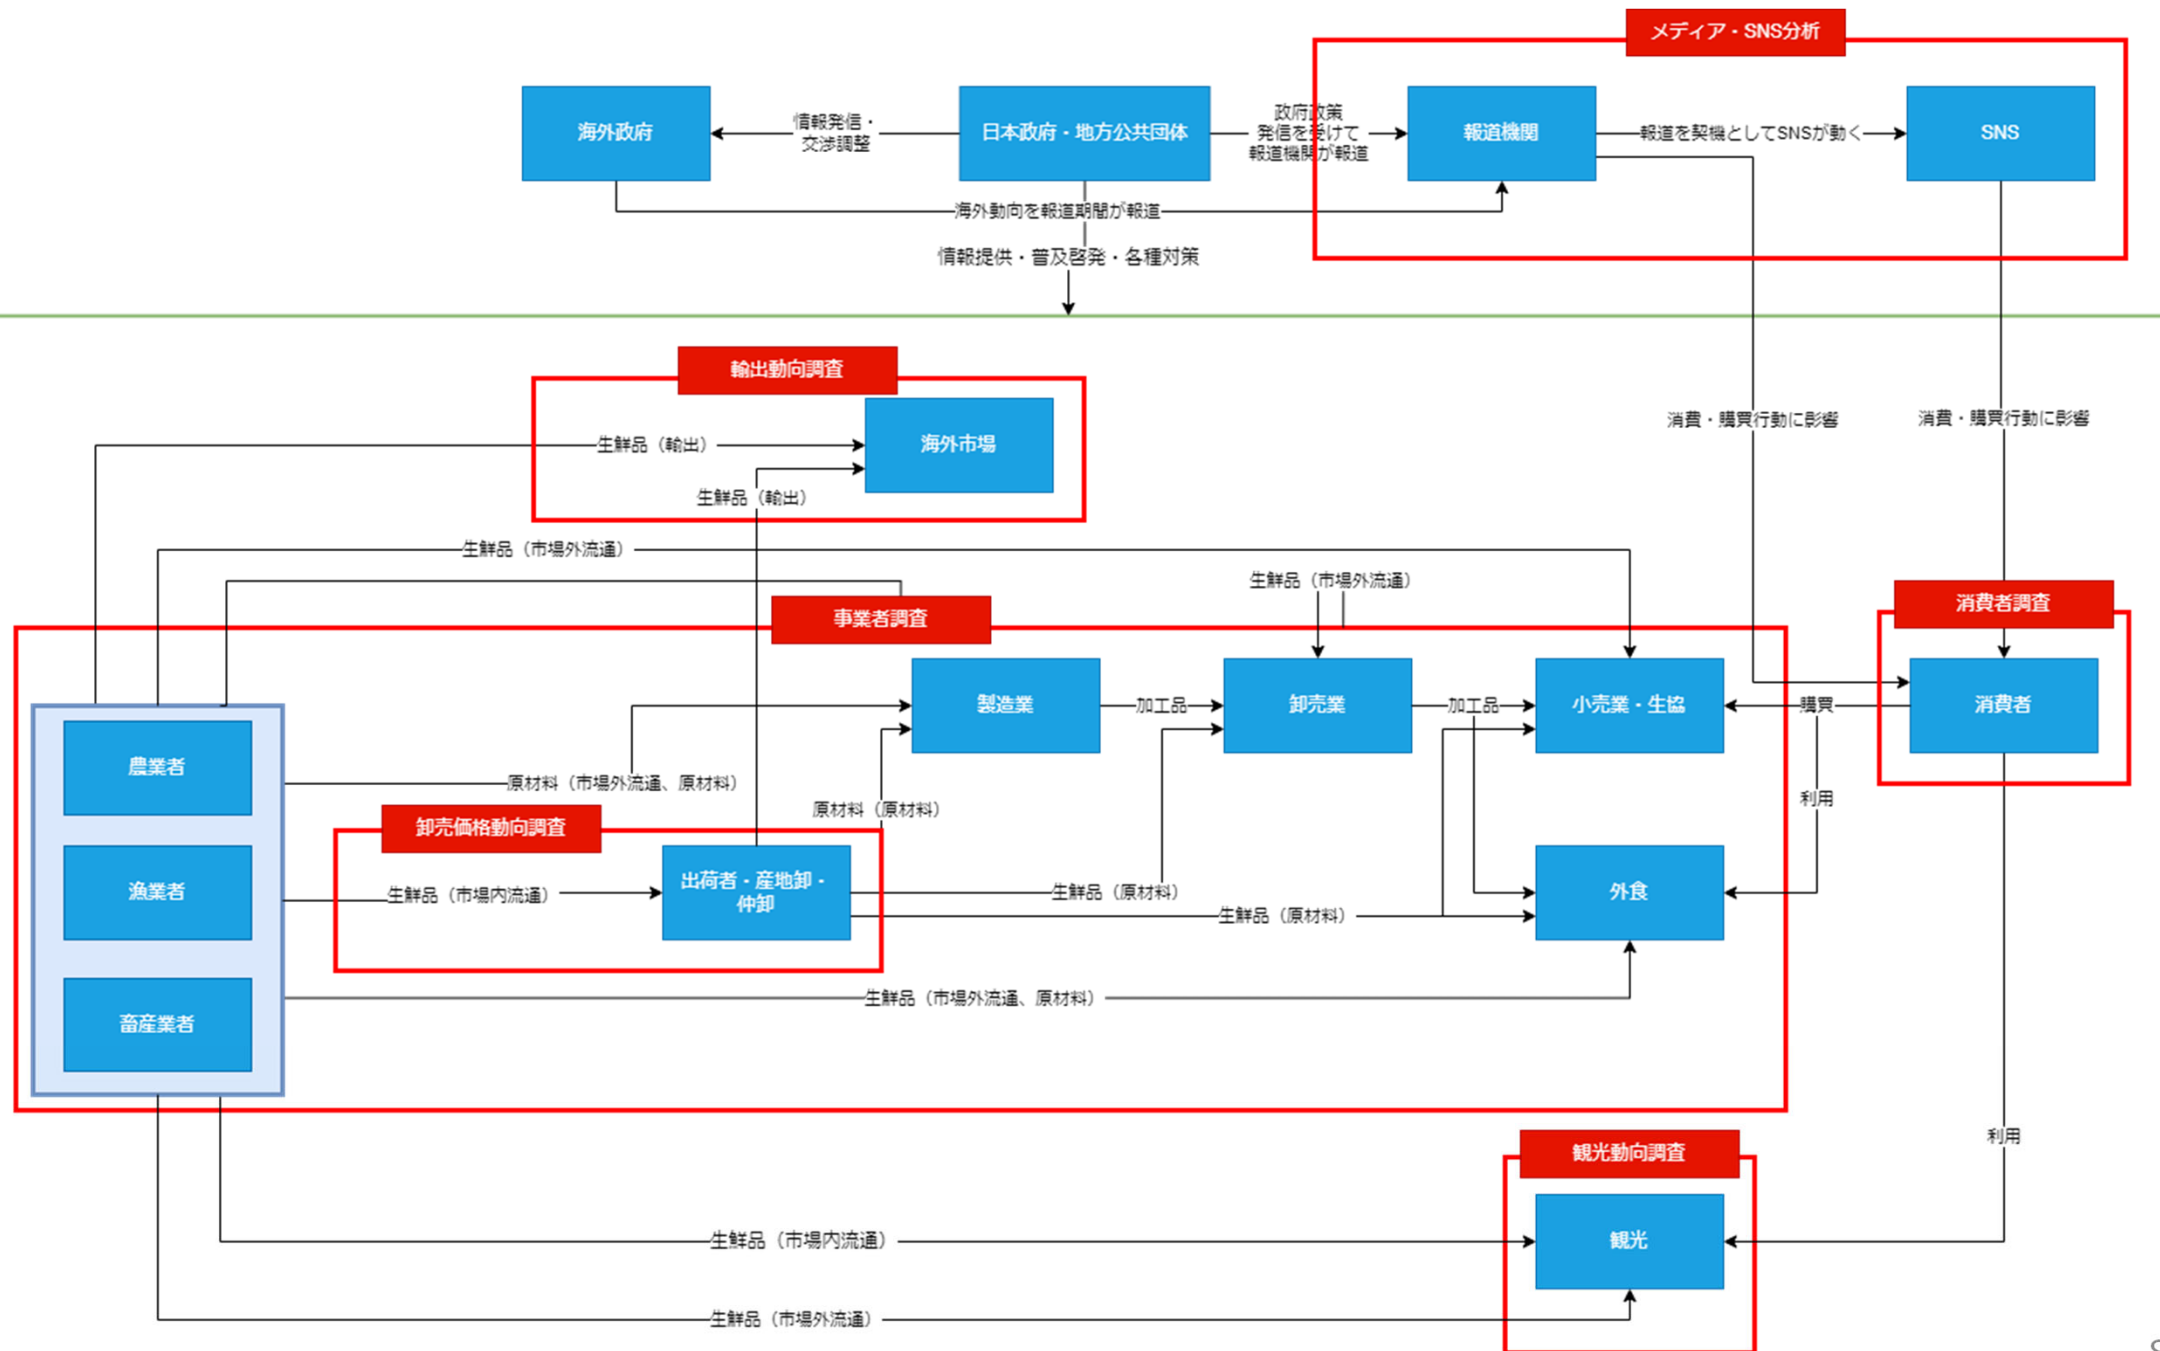 メディア・SNS分析
海外政府
情報発信・
交渉調整
日本政府・地方公共団体
政府政策
発信を受けて
報道機関が報道
報道機関
報道を契機としてSNSが動く
SNS
海外動向を報道期間が報道
情報提供・普及啓発・各種対策
輸出動向調査
海外市場
生鮮品（輸出）
生鮮品（輸出）
消費・購買行動に影響
消費・購買行動に影響
生鮮品（市場外流通）
生鮮品（市場外流通）
事業者調査
消費者調査
製造業
加工品
卸売業
加工品
小売業・生協
購買
消費者
農業者
原材料（市場外流通、原材料）
原材料（原材料）
利用
卸売価格動向調査
漁業者
生鮮品（市場内流通）
出荷者・産地卸・
仲卸
生鮮品（原材料）
生鮮品（原材料）
外食
生鮮品（市場外流通、原材料）
畜産業者
利用
観光動向調査
生鮮品（市場内流通）
観光
生鮮品（市場外流通）